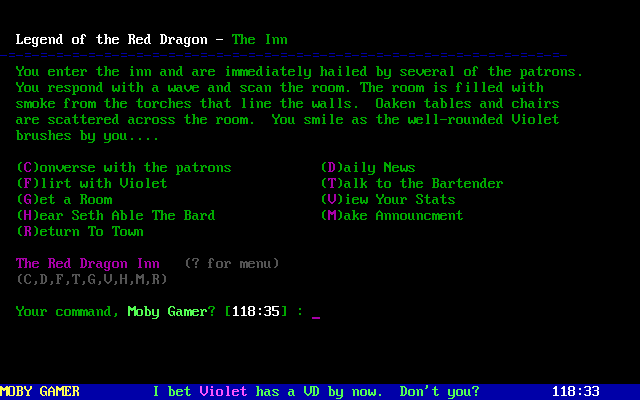 Legend of the Red Dragon - The Inn
You enter the inn and are immediately hailed by several of the patrons.
You respond with a wave and scan the room. The room is filled with
smoke from the torches that line the walls.  Oaken tables and chairs
are scattered across the room.  You smile as the well-rounded Violet
brushes by you....
(C)onverse with the patrons (D)aily News
(F)lirt with Violet (T)alk to the Bartender
(G)et a Room (V)iew Your Stats
(H)ear Seth Able The Bard (M)ake Announcment
(R)eturn To Town
The Red Dragon Inn (? for menu)
(C,D,F,T,G,V,H,M,R)
Your command, Moby Gamer? [118:35] : _
MOBY GAMER I bet Violet has a VD by now.  Don't you? 118:33